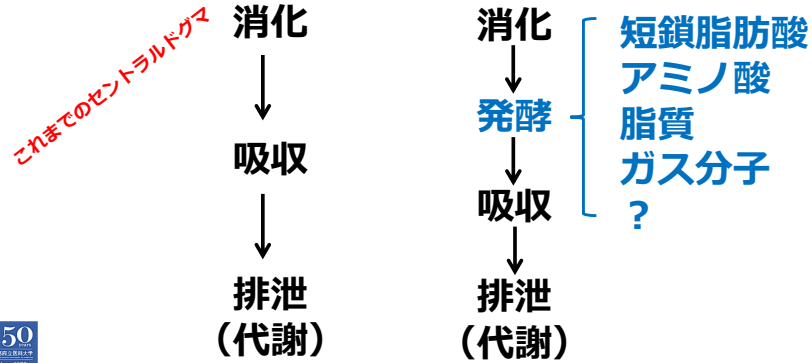 これまでのセントラルドグマ
消化
吸収
排泄
（代謝）
消化
発酵
吸収
排泄
（代謝）
短鎖脂肪酸
アミノ酸
脂質
ガス分子
？
50